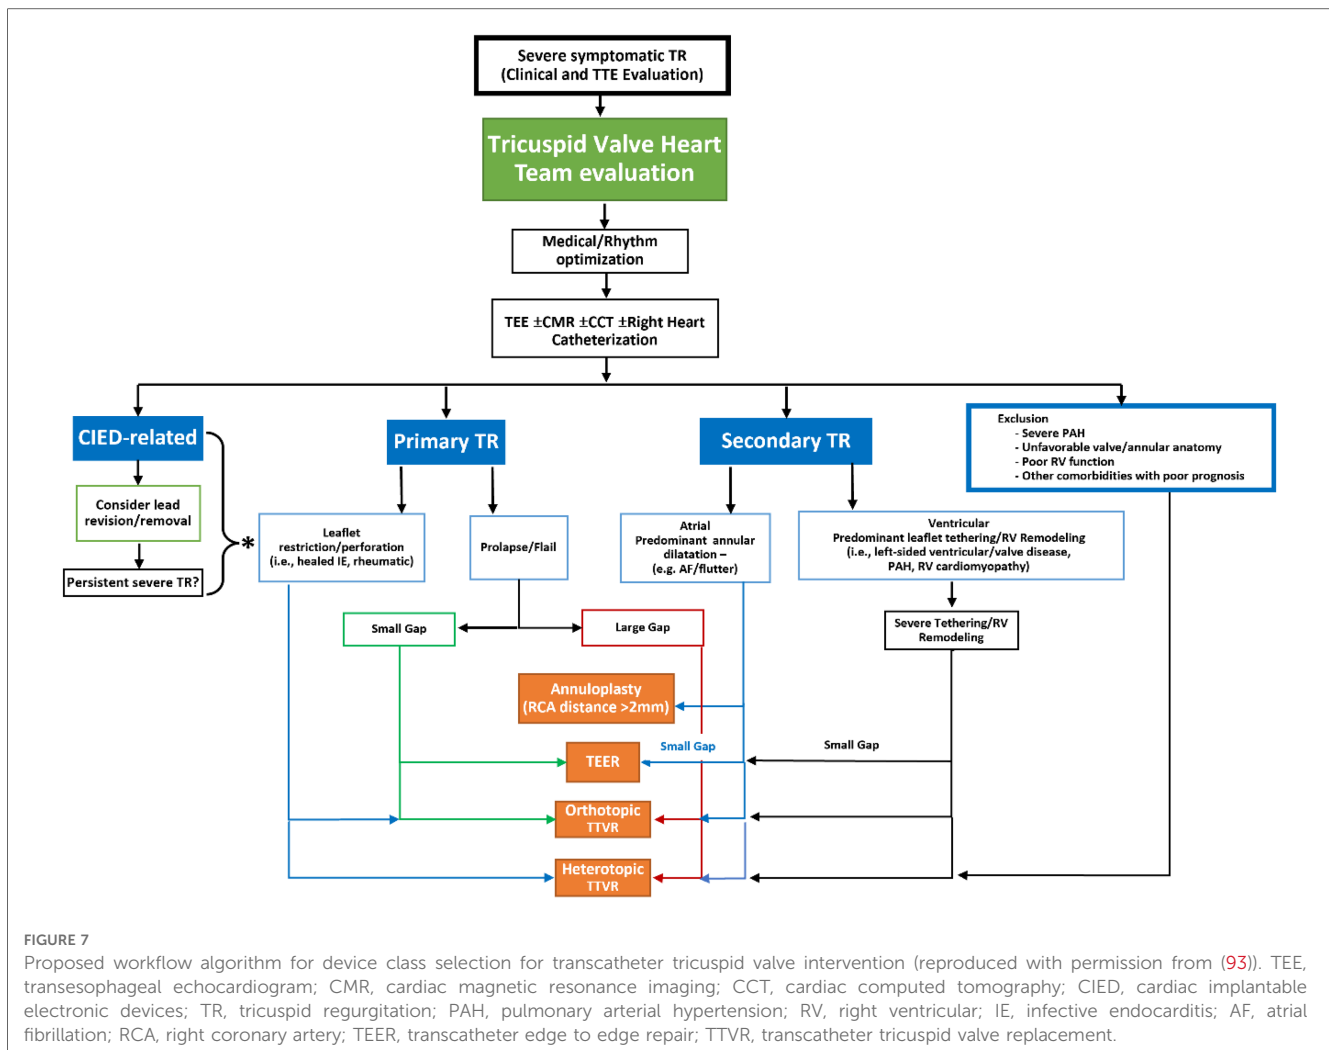 Severe symptomatic TR
(Clinical and TTE Evaluation)
Tricuspid Valve Heart
Team evaluation
Medical/Rhythm
optimization
TEE ±CMR ±CCT ±Right Heart
Catheterization
CIED-related
Primary TR
Secondary TR
Exclusion
- Severe PAH
- Unfavorable valve/annular anatomy
- Poor RV function
- Other comorbidities with poor prognosis
Consider lead
revision/removal
Persistent severe TR?
*
Leaflet
restriction/perforation
(i.e., healed IE, rheumatic)
Prolapse/Flail
Atrial
Predominant annular
dilatation –
(e.g. AF/flutter)
Ventricular
Predominant leaflet tethering/RV Remodeling
(i.e., left-sided ventricular/valve disease,
PAH, RV cardiomyopathy)
Small Gap
Large Gap
Severe Tethering/RV
Remodeling
Annuloplasty
(RCA distance >2mm)
TEER
Small Gap
Small Gap
Orthotopic
TTVR
Heterotopic
TTVR
FIGURE 7
Proposed workflow algorithm for device class selection for transcatheter tricuspid valve intervention (reproduced with permission from (93)). TEE,
transesophageal echocardiogram; CMR, cardiac magnetic resonance imaging; CCT, cardiac computed tomography; CIED, cardiac implantable
electronic devices; TR, tricuspid regurgitation; PAH, pulmonary arterial hypertension; RV, right ventricular; IE, infective endocarditis; AF, atrial
fibrillation; RCA, right coronary artery; TEER, transcatheter edge to edge repair; TTVR, transcatheter tricuspid valve replacement.